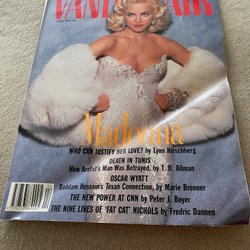 VANITY FAIR
Madonna
WHO CAN JUSTIFY HER LOVE? by Lynn Hirschberg
DEATH IN TUNIS
How Arafat's Man Was Betrayed, by T. D. Allman
OSCAR WYATT
Saddam Hussein's Texan Connection, by Marie Brenner
THE NEW POWER AT CNN by Peter J. Boyer
THE NINE LIVES OF 'FAT CAT' NICHOLS by Fredric Dannen